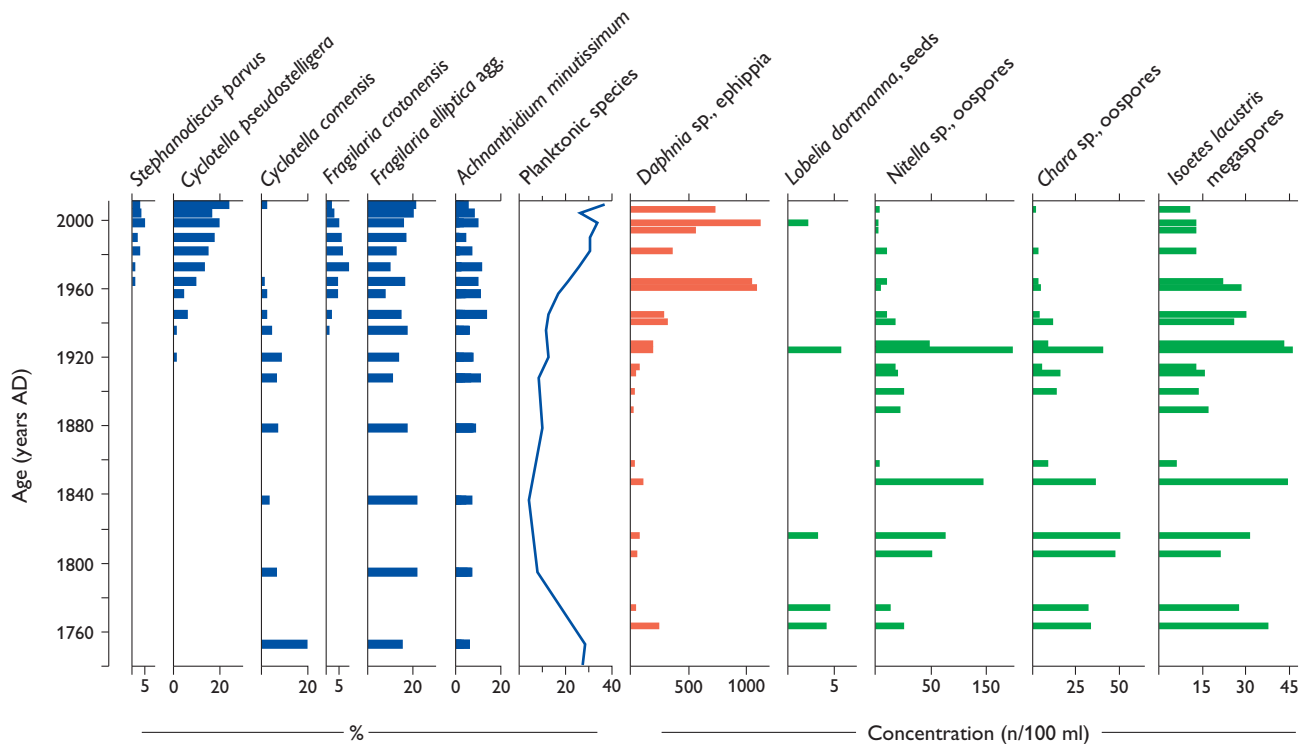 Stephanodiscus parvus
Cyclotella pseudostelligera
Cyclotella comensis
Fragilaria crotonensis
Fragilaria elliptica agg.
Achnanthidium minutissimum
Planktonic species
Daphnia sp., ephippia
Lobelia dortmanna, seeds
Nitella sp., oospores
Chara sp., oospores
Isoetes lacustris
megaspores
Age (years AD)
2000
1960
1920
1880
1840
1800
1760
5 0 20 20 5 0 20 0 20 20 40 500 1000 5 50 150 25 50 15 30 45
% Concentration (n/100 ml)